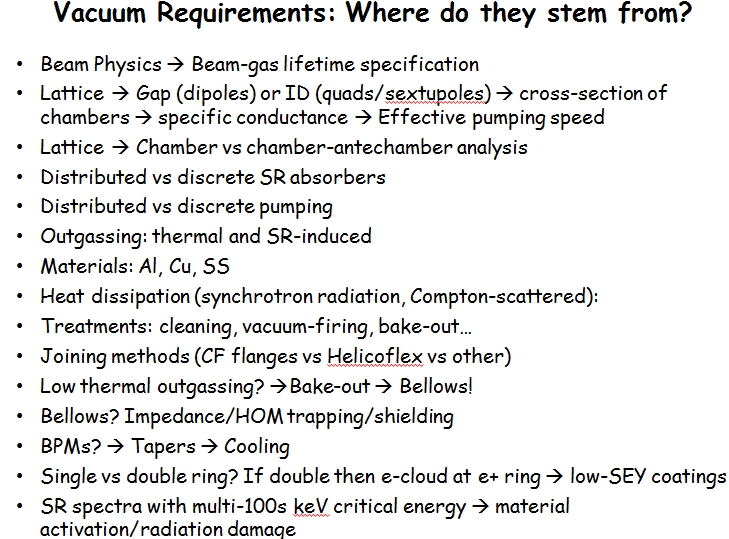 Vacuum Requirements: Where do they stem from?
• Beam Physics → Beam-gas lifetime specification
• Lattice → Gap (dipoles) or ID (quads/sextupoles) → cross-section of
chambers → specific conductance → Effective pumping speed
• Lattice → Chamber vs chamber-antechamber analysis
• Distributed vs discrete SR absorbers
• Distributed vs discrete pumping
• Outgassing: thermal and SR-induced
• Materials: Al, Cu, SS
• Heat dissipation (synchrotron radiation, Compton-scattered):
• Treatments: cleaning, vacuum-firing, bake-out...
• Joining methods (CF flanges vs Helicoflex vs other)
• Low thermal outgassing? → Bake-out → Bellows!
• Bellows? Impedance/HOM trapping/shielding
• BPMs? → Tapers → Cooling
• Single vs double ring? If double then e-cloud at e+ ring → low-SEY coatings
• SR spectra with multi-100s keV critical energy → material
activation/radiation damage